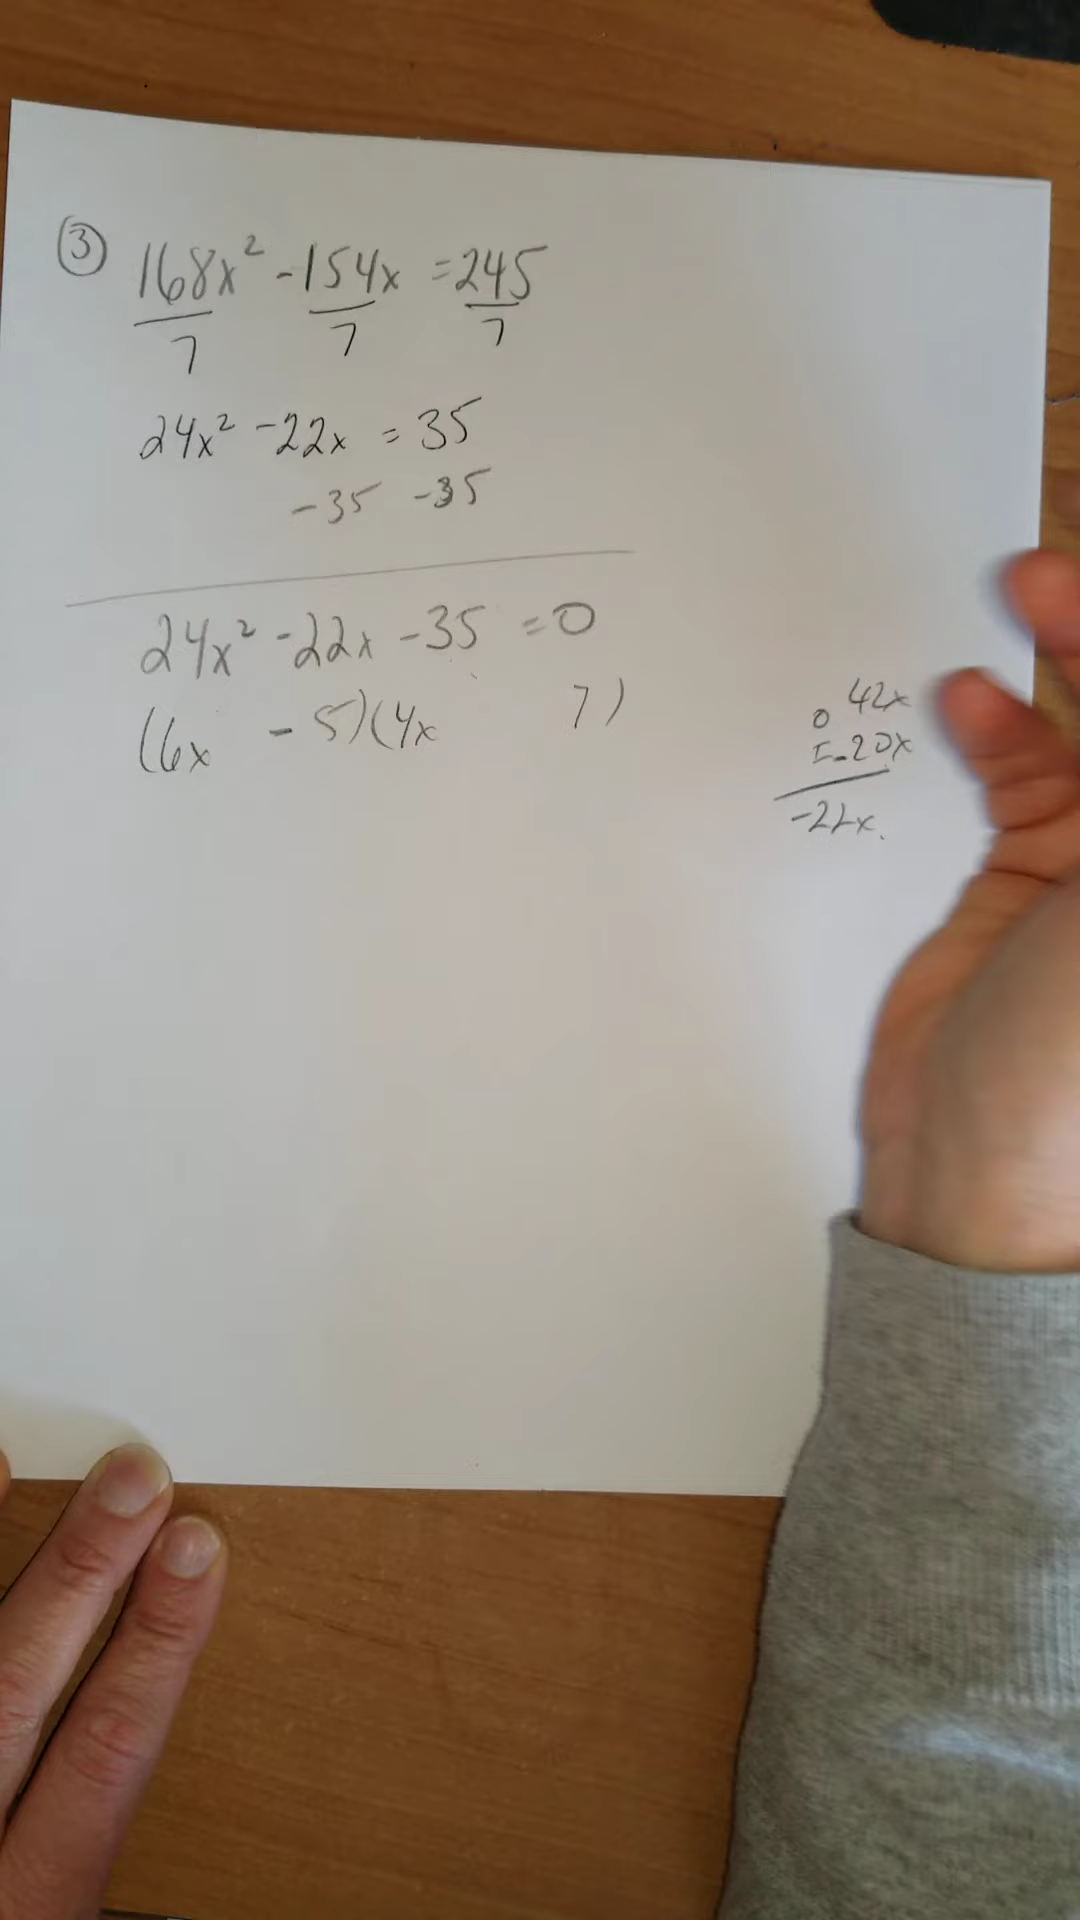 ③ 168x² -154x = 245
7 7 7
24x² -22x = 35
-35 -35
24x² -22x -35 = 0
(6x - 5)(4x 7)
O 42x
I -20x
-22x.